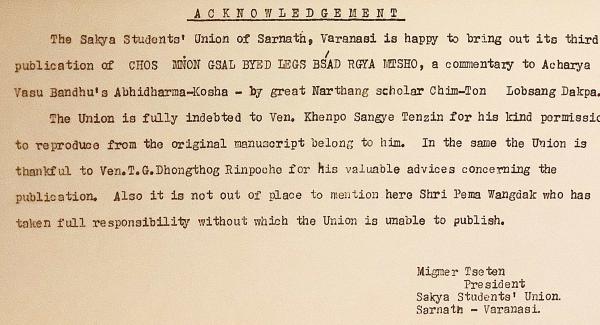 ACKNOWLEDGEMENT
The Sakya Students' Union of Sarnath, Varanasi is happy to bring out its third
publication of CHOS MNON GSAL BYED LEGS BSAD RGYA MTSHO, a commentary to Acharya
Vasu Bandhu's Abhidharma-Kosha - by great Narthang scholar Chim-Ton Lobsang Dakpa.
The Union is fully indebted to Ven. Khenpo Sangye Tenzin for his kind permissio
to reproduce from the original manuscript belong to him. In the same the Union is
thankful to Ven.T.G.Dhongthog Rinpoche for his valuable advices concerning the
publication. Also it is not out of place to mention here Shri Pema Wangdak who has
taken full responsibility without which the Union is unable to publish.
Migmer Tseten
President
Sakya Students' Union.
Sarnath - Varanasi.